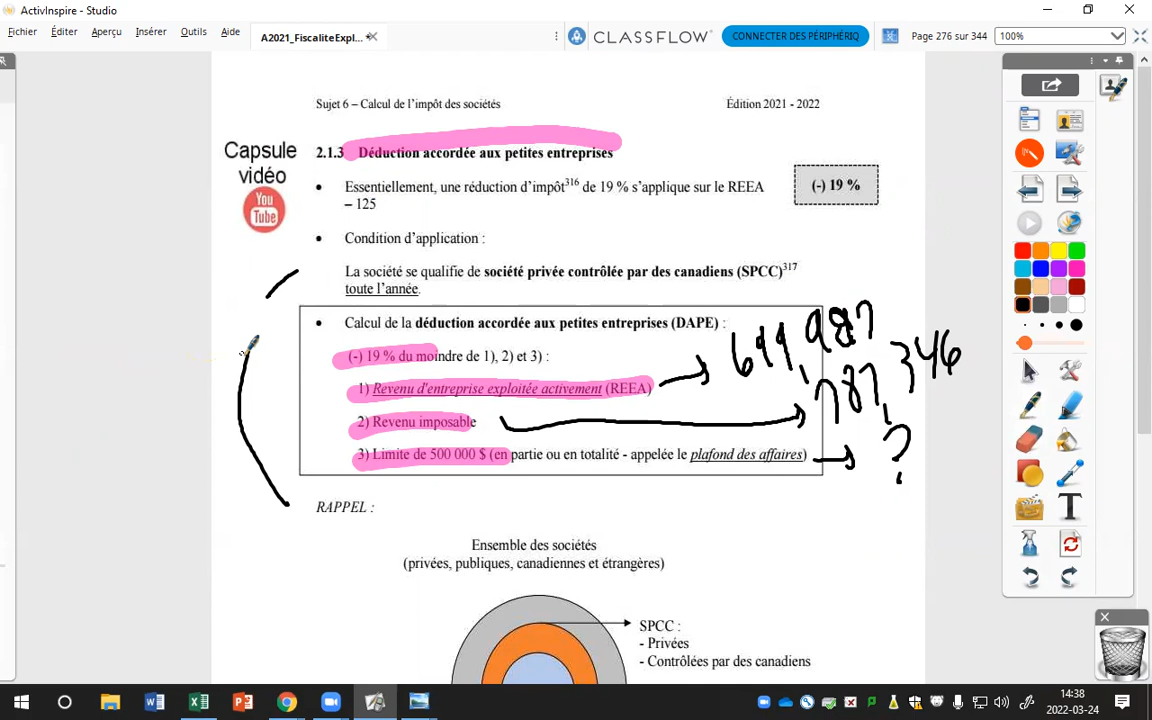 ActivInspire - Studio
Fichier Éditer Aperçu Insérer Outils Aide
A2021_FiscaliteExpl...
CLASSFLOW
CONNECTER DES PÉRIPHÉRIQ
Page 276 sur 344
100%
Sujet 6 – Calcul de l'impôt des sociétés
Édition 2021 - 2022
Capsule vidéo
You Tube
2.1.3 Déduction accordée aux petites entreprises
• Essentiellement, une réduction d'impôt316 de 19 % s'applique sur le REEA
– 125
(-) 19 %
• Condition d'application :
La société se qualifie de société privée contrôlée par des canadiens (SPCC)317
toute l'année.
• Calcul de la déduction accordée aux petites entreprises (DAPE) :
(-) 19 % du moindre de 1), 2) et 3) :
1) Revenu d'entreprise exploitée activement (REEA)
699,987
2) Revenu imposable
787,346
3) Limite de 500 000 $ (en partie ou en totalité - appelée le plafond des affaires)
?
RAPPEL :
Ensemble des sociétés
(privées, publiques, canadiennes et étrangères)
SPCC :
- Privées
- Contrôlées par des canadiens
T
14:38
2022-03-24